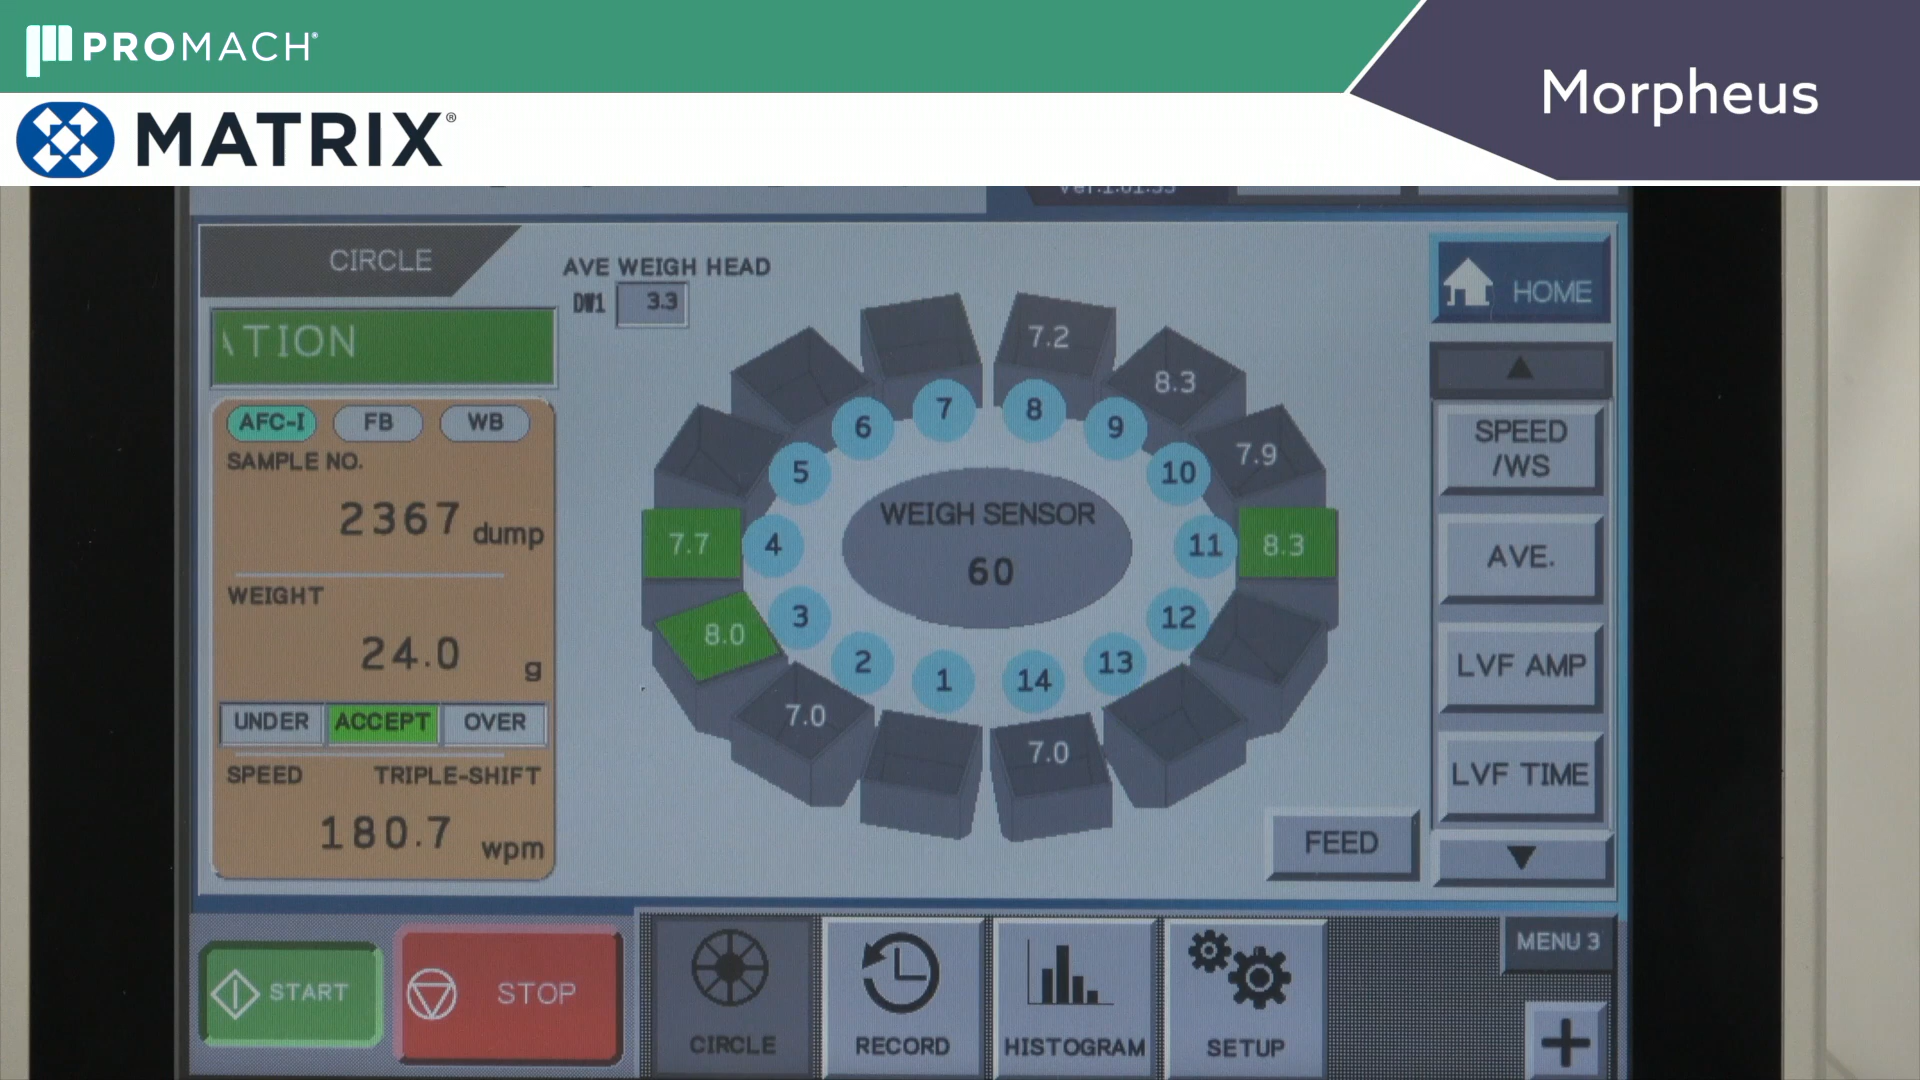 PROMACH®
MATRIX®
Morpheus
CIRCLE
AVE WEIGH HEAD
DW1 3.3
HOME
ATION
AFC-I FB WB
SAMPLE NO.
2367 dump
WEIGHT
24.0 g
UNDER ACCEPT OVER
SPEED TRIPLE-SHIFT
180.7 wpm
7.2
8.3
7.9
7.7
8.3
8.0
7.0
7.0
7
8
6
9
5
10
4
11
3
12
2
13
1
14
WEIGH SENSOR
60
SPEED
/WS
AVE.
LVF AMP
LVF TIME
FEED
START
STOP
CIRCLE
RECORD
HISTOGRAM
SETUP
MENU 3